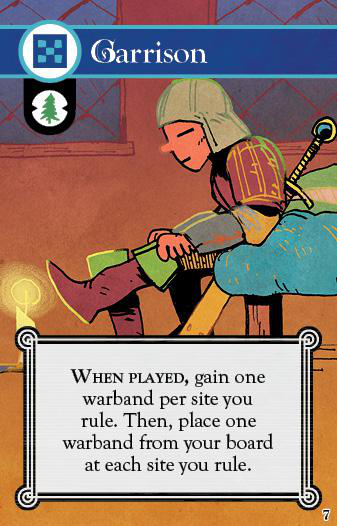 Garrison
WHEN PLAYED, gain one
warband per site you
rule. Then, place one
warband from your board
at each site you rule.
7